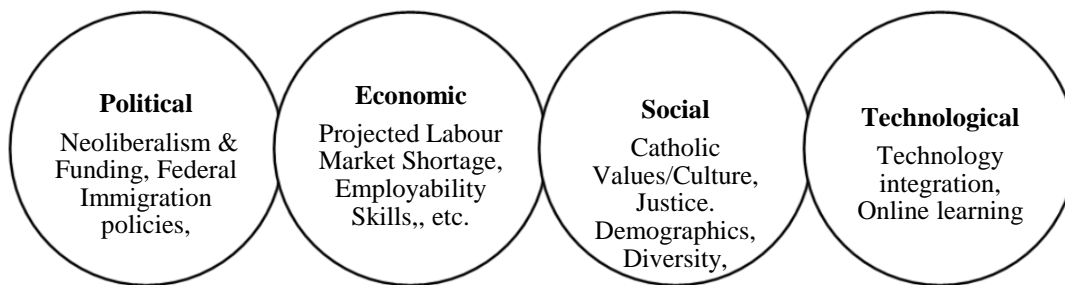 Political
Neoliberalism &
Funding, Federal
Immigration
policies,
Economic
Projected Labour
Market Shortage,
Employability
Skills,, etc.
Social
Catholic
Values/Culture,
Justice.
Demographics,
Diversity,
Technological
Technology
integration,
Online learning